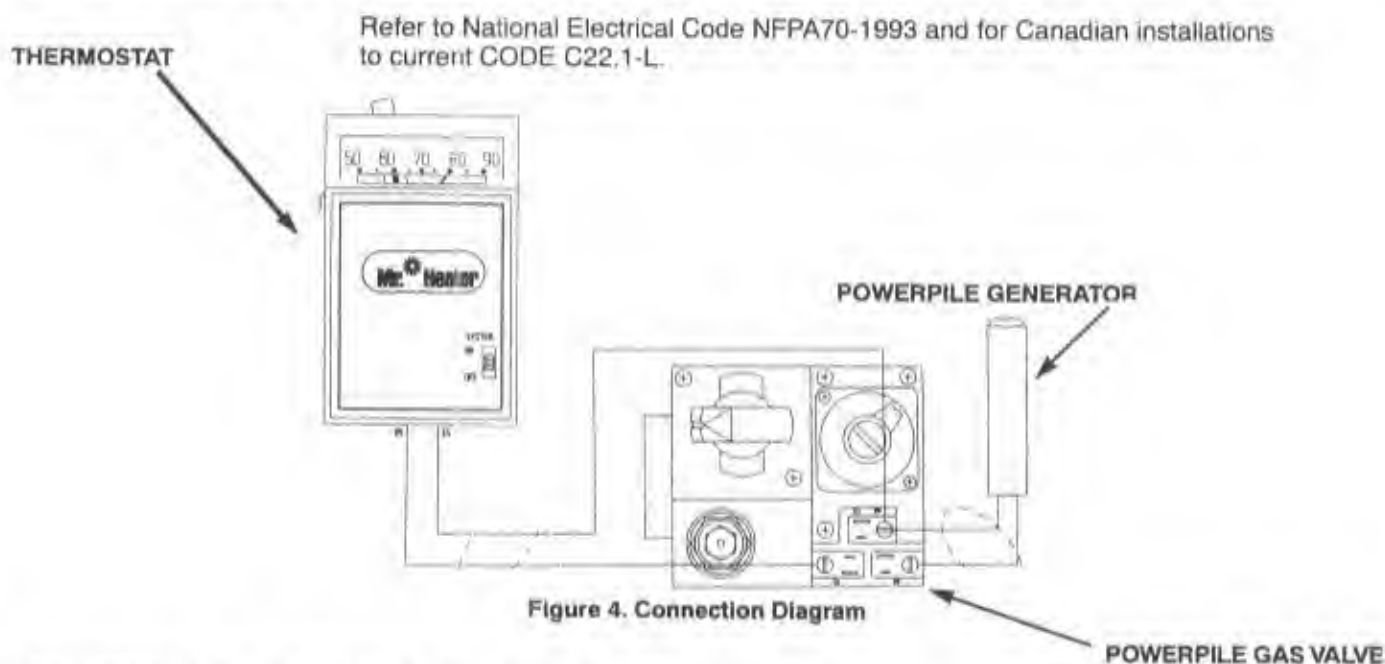 Refer to National Electrical Code NFPA70-1993 and for Canadian installations
to current CODE C22.1-L.
THERMOSTAT
50 60 70 80 90
Mr. Heater
SYSTEM
POWERPILE GENERATOR
Figure 4. Connection Diagram
POWERPILE GAS VALVE